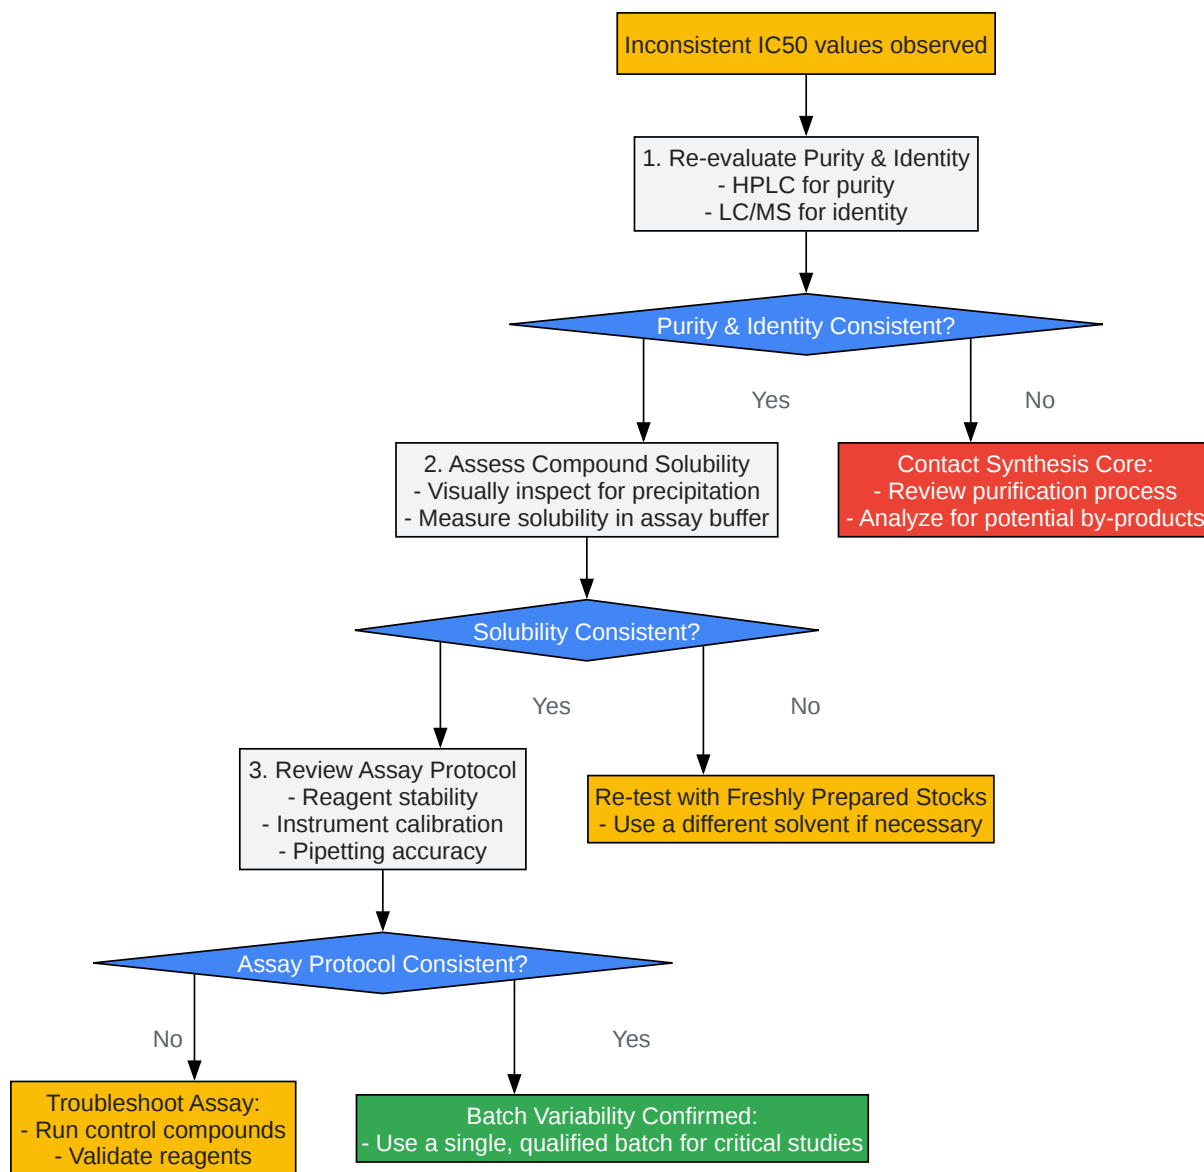 Inconsistent IC50 values observed
1. Re-evaluate Purity & Identity
- HPLC for purity
- LC/MS for identity
Purity & Identity Consistent?
Yes
No
2. Assess Compound Solubility
- Visually inspect for precipitation
- Measure solubility in assay buffer
Contact Synthesis Core:
- Review purification process
- Analyze for potential by-products
Solubility Consistent?
Yes
No
3. Review Assay Protocol
- Reagent stability
- Instrument calibration
- Pipetting accuracy
Re-test with Freshly Prepared Stocks
- Use a different solvent if necessary
Assay Protocol Consistent?
No
Yes
Troubleshoot Assay:
- Run control compounds
- Validate reagents
Batch Variability Confirmed:
- Use a single, qualified batch for critical studies